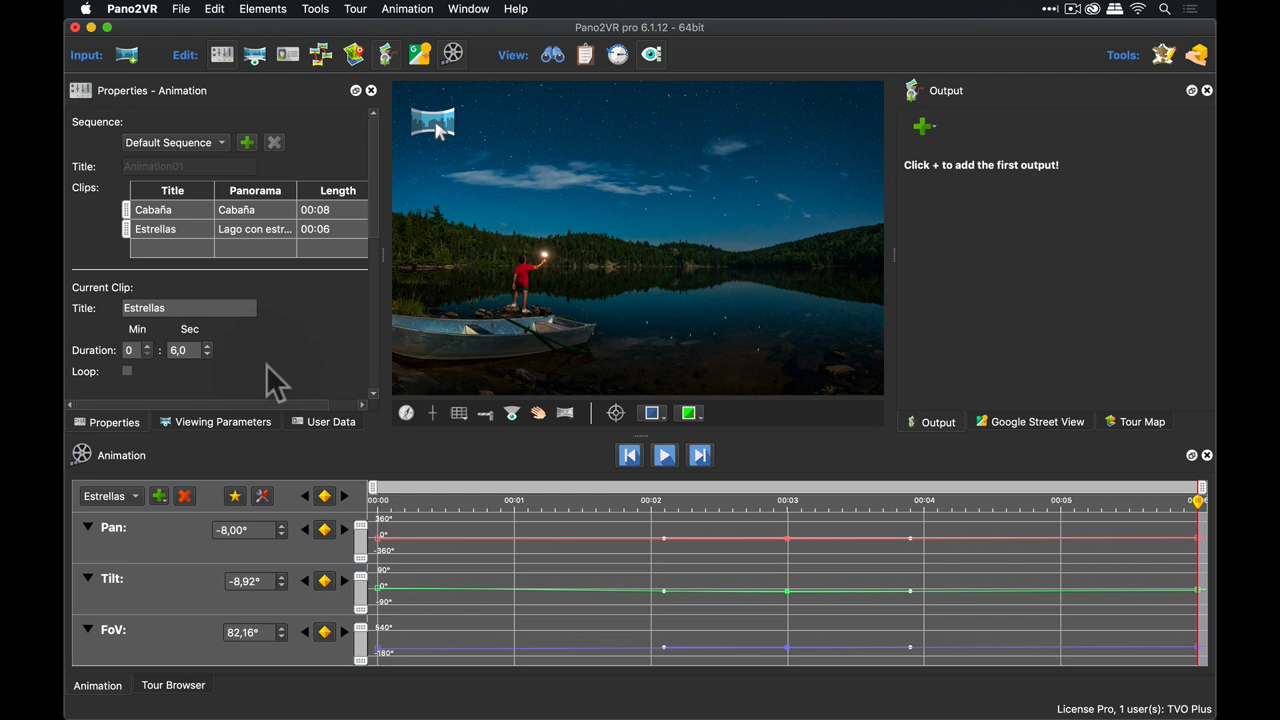 Pano2VR File Edit Elements Tools Tour Animation Window Help
Pano2VR pro 6.1.12 - 64bit
Input: Edit: View: Tools:
Properties - Animation
Output
Sequence:
Default Sequence
Title: Animation01
Clips:
Title Panorama Length
Cabaña Cabaña 00:08
Estrellas Lago con estr... 00:06
Click + to add the first output!
Current Clip:
Title: Estrellas
Min Sec
Duration: 0 : 6,0
Loop:
Properties Viewing Parameters User Data
Output Google Street View Tour Map
Animation
Estrellas
00:00 00:01 00:02 00:03 00:04 00:05
Pan: -8,00°
360°
0°
-360°
Tilt: -8,92°
90°
0°
-90°
FoV: 82,16°
540°
-180°
Animation Tour Browser
License Pro, 1 user(s): TVO Plus